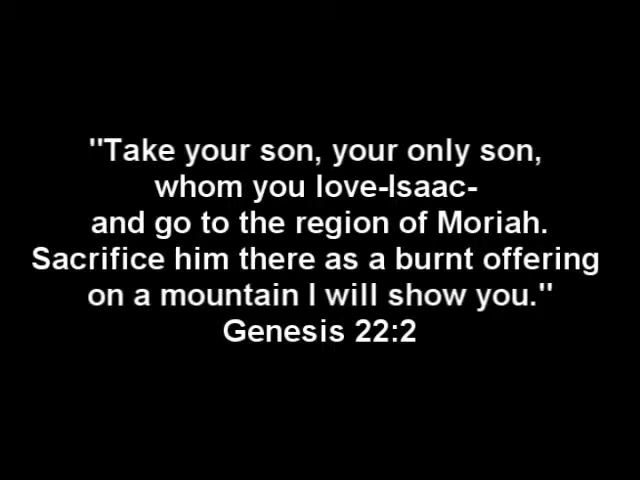 "Take your son, your only son,
whom you love-Isaac-
and go to the region of Moriah.
Sacrifice him there as a burnt offering
on a mountain I will show you."
Genesis 22:2